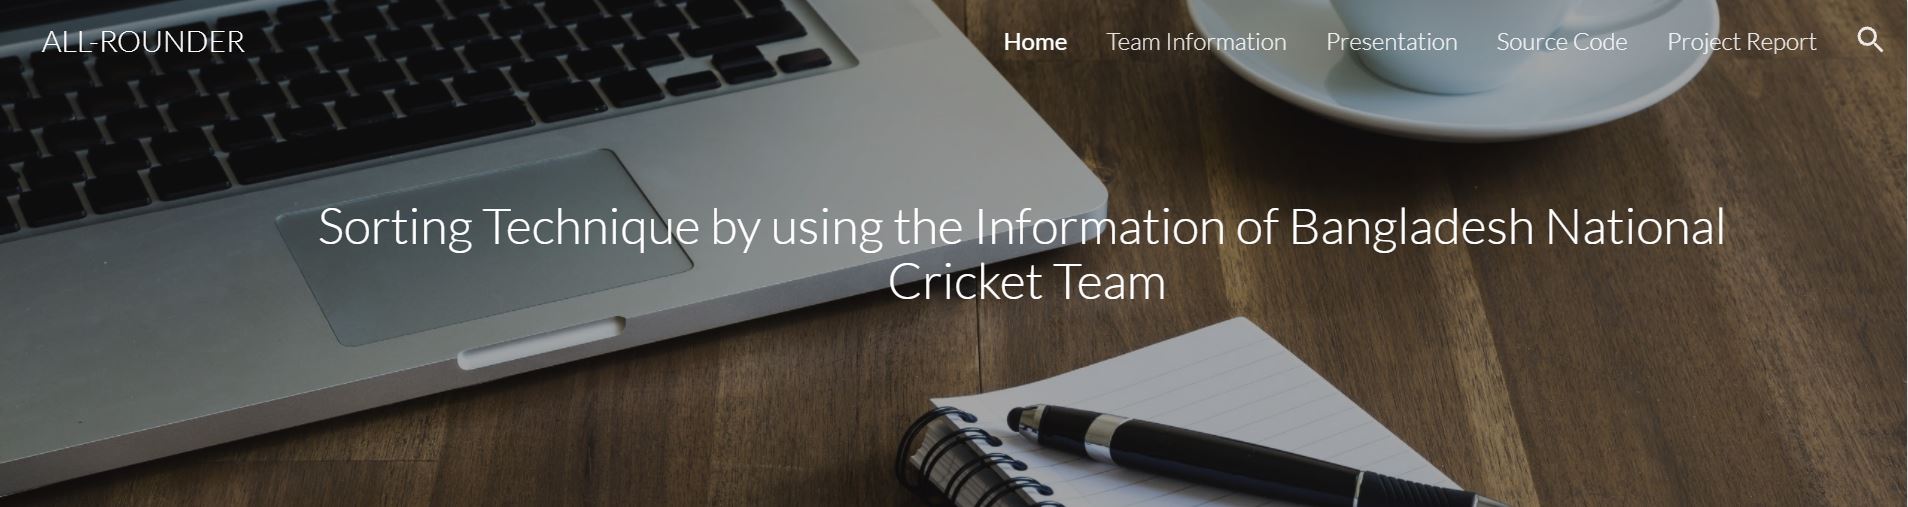 ALL-ROUNDER
Home Team Information Presentation Source Code Project Report
Sorting Technique by using the Information of Bangladesh National
Cricket Team